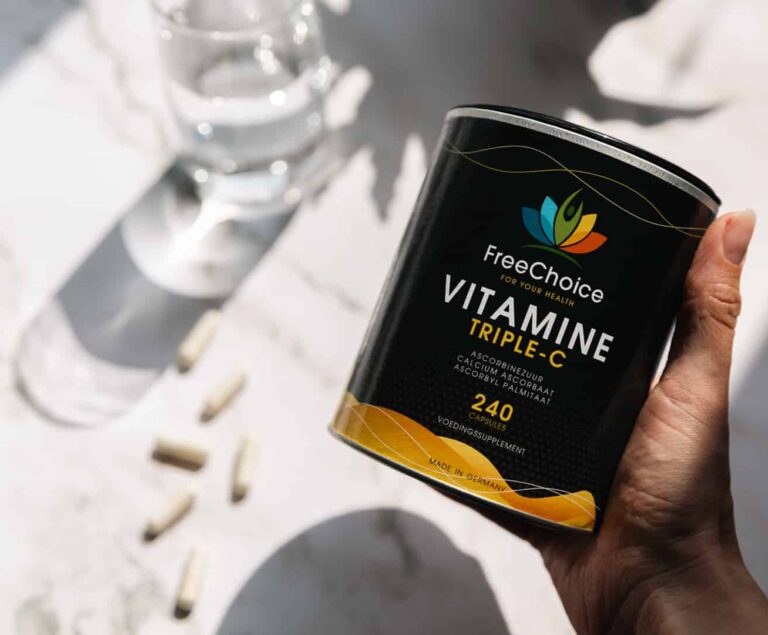 FreeChoice
FOR YOUR HEALTH
VITAMINE
TRIPLE-C
ASCORBINEZUUR
CALCIUM ASCORBAAT
ASCORBYL PALMITAAT
240
CAPSULES
VOEDINGSSUPPLEMENT
MADE IN GERMANY